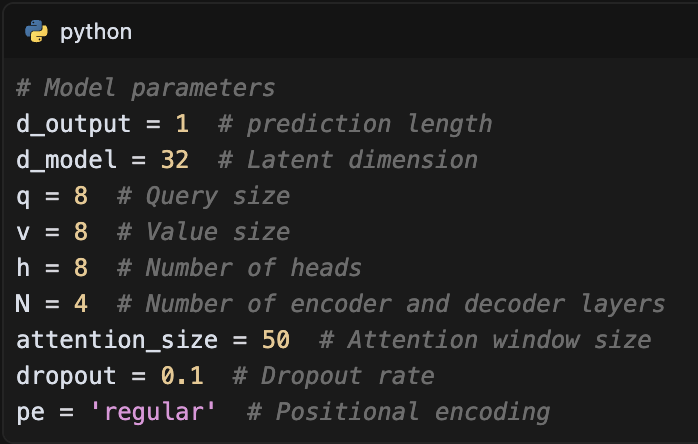 python
# Model parameters
d_output = 1  # prediction length
d_model = 32  # Latent dimension
q = 8  # Query size
v = 8  # Value size
h = 8  # Number of heads
N = 4  # Number of encoder and decoder layers
attention_size = 50  # Attention window size
dropout = 0.1  # Dropout rate
pe = 'regular'  # Positional encoding